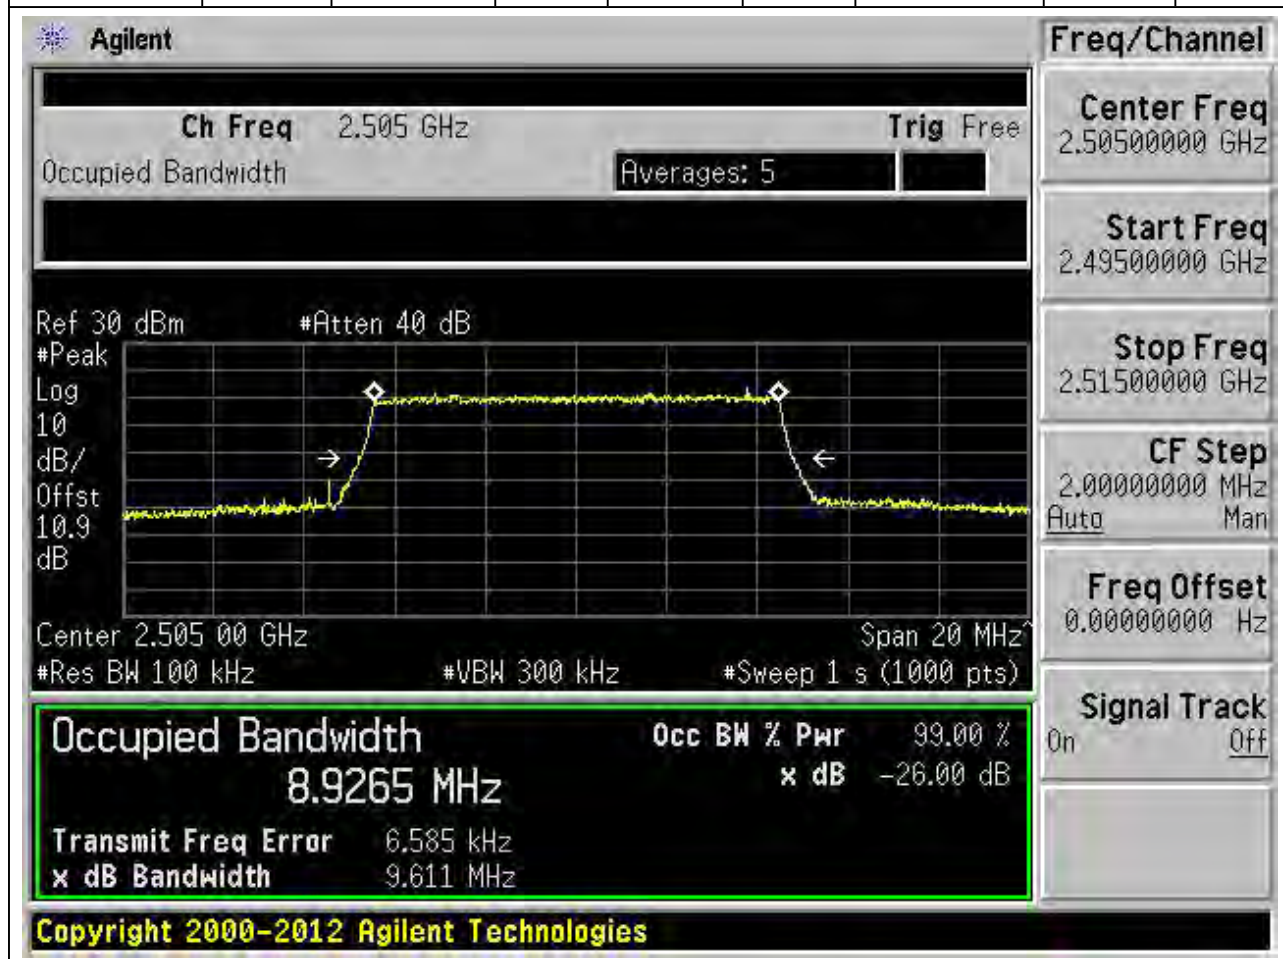 Agilent
Ch Freq 2.505 GHz Trig Free
Occupied Bandwidth Averages: 5
Ref 30 dBm #Atten 40 dB
#Peak
Log
10
dB/
Offst
10.9
dB
Center 2.505 00 GHz Span 20 MHz^
#Res BW 100 kHz #VBW 300 kHz #Sweep 1 s (1000 pts)
Occupied Bandwidth
8.9265 MHz
Occ BW % Pwr 99.00 %
x dB -26.00 dB
Transmit Freq Error 6.585 kHz
x dB Bandwidth 9.611 MHz
Copyright 2000-2012 Agilent Technologies
Freq/Channel
Center Freq
2.50500000 GHz
Start Freq
2.49500000 GHz
Stop Freq
2.51500000 GHz
CF Step
2.00000000 MHz
Auto Man
Freq Offset
0.00000000 Hz
Signal Track
On Off